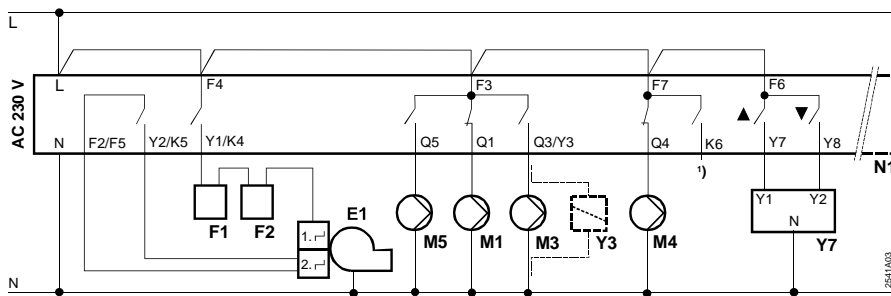 L
AC 230 V
L F4 F3 F7 F6
N F2/F5 Y2/K5 Y1/K4 Q5 Q1 Q3/Y3 Q4 K6 ▲ Y7 ▼ Y8
1) N1
F1 F2 E1 Y1 Y2
1. M5 M1 M3 Y3 M4 N Y7
2.
N
2541A03